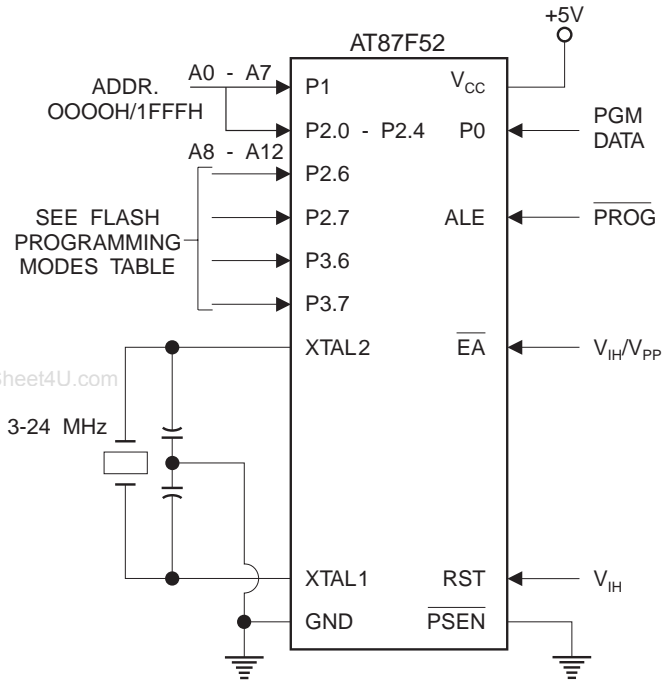 +5V
AT87F52
A0 - A7
ADDR.
OOOOH/1FFFH
P1
VCC
P2.0 - P2.4
P0
PGM
DATA
A8 - A12
P2.6
SEE FLASH
PROGRAMMING
MODES TABLE
P2.7
ALE
PROG
P3.6
P3.7
XTAL2
EA
VIH/VPP
Sheet4U.com
3-24 MHz
XTAL1
RST
VIH
GND
PSEN